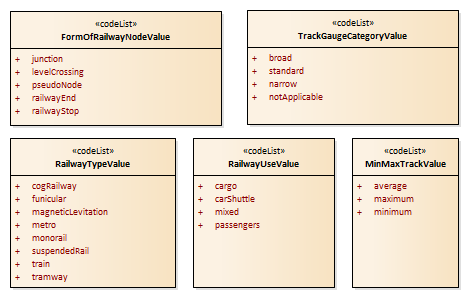 «codeList»
FormOfRailwayNodeValue
+ junction
+ levelCrossing
+ pseudoNode
+ railwayEnd
+ railwayStop
«codeList»
TrackGaugeCategoryValue
+ broad
+ standard
+ narrow
+ notApplicable
«codeList»
RailwayTypeValue
+ cogRailway
+ funicular
+ magneticLevitation
+ metro
+ monorail
+ suspendedRail
+ train
+ tramway
«codeList»
RailwayUseValue
+ cargo
+ carShuttle
+ mixed
+ passengers
«codeList»
MinMaxTrackValue
+ average
+ maximum
+ minimum